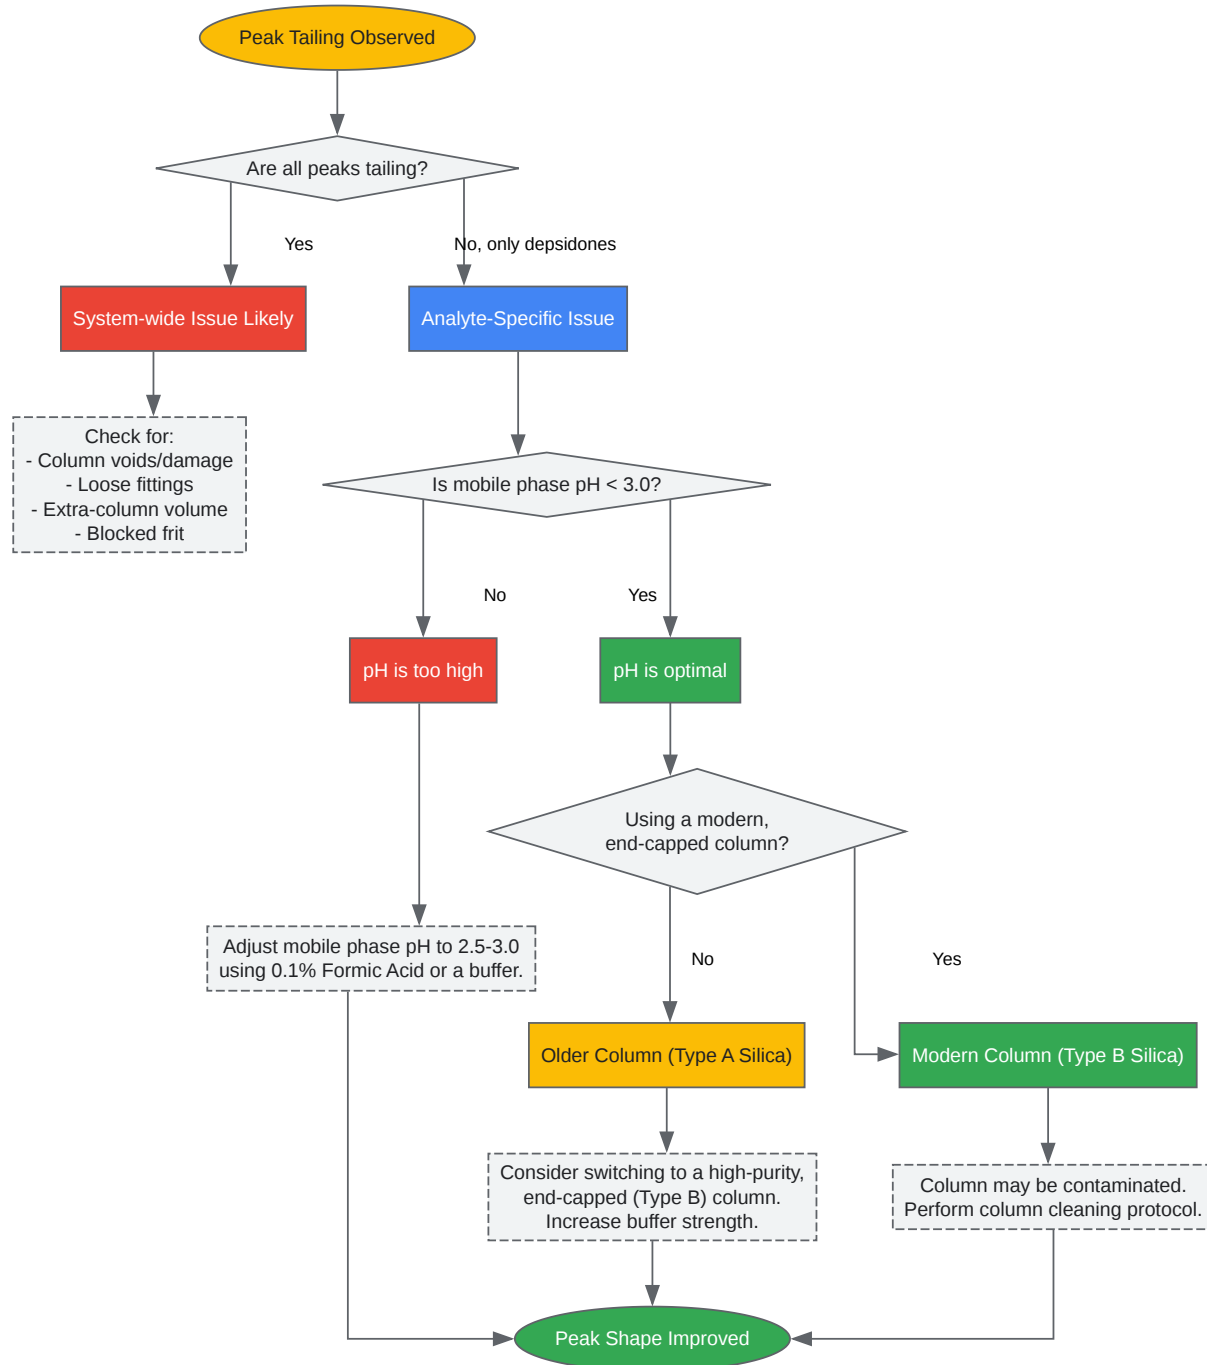 Peak Tailing Observed
Are all peaks tailing?
Yes
No, only depsidones
System-wide Issue Likely
Analyte-Specific Issue
Check for:
- Column voids/damage
- Loose fittings
- Extra-column volume
- Blocked frit
Is mobile phase pH < 3.0?
No
Yes
pH is too high
pH is optimal
Using a modern,
end-capped column?
Adjust mobile phase pH to 2.5-3.0
using 0.1% Formic Acid or a buffer.
No
Yes
Older Column (Type A Silica)
Modern Column (Type B Silica)
Consider switching to a high-purity,
end-capped (Type B) column.
Increase buffer strength.
Column may be contaminated.
Perform column cleaning protocol.
Peak Shape Improved